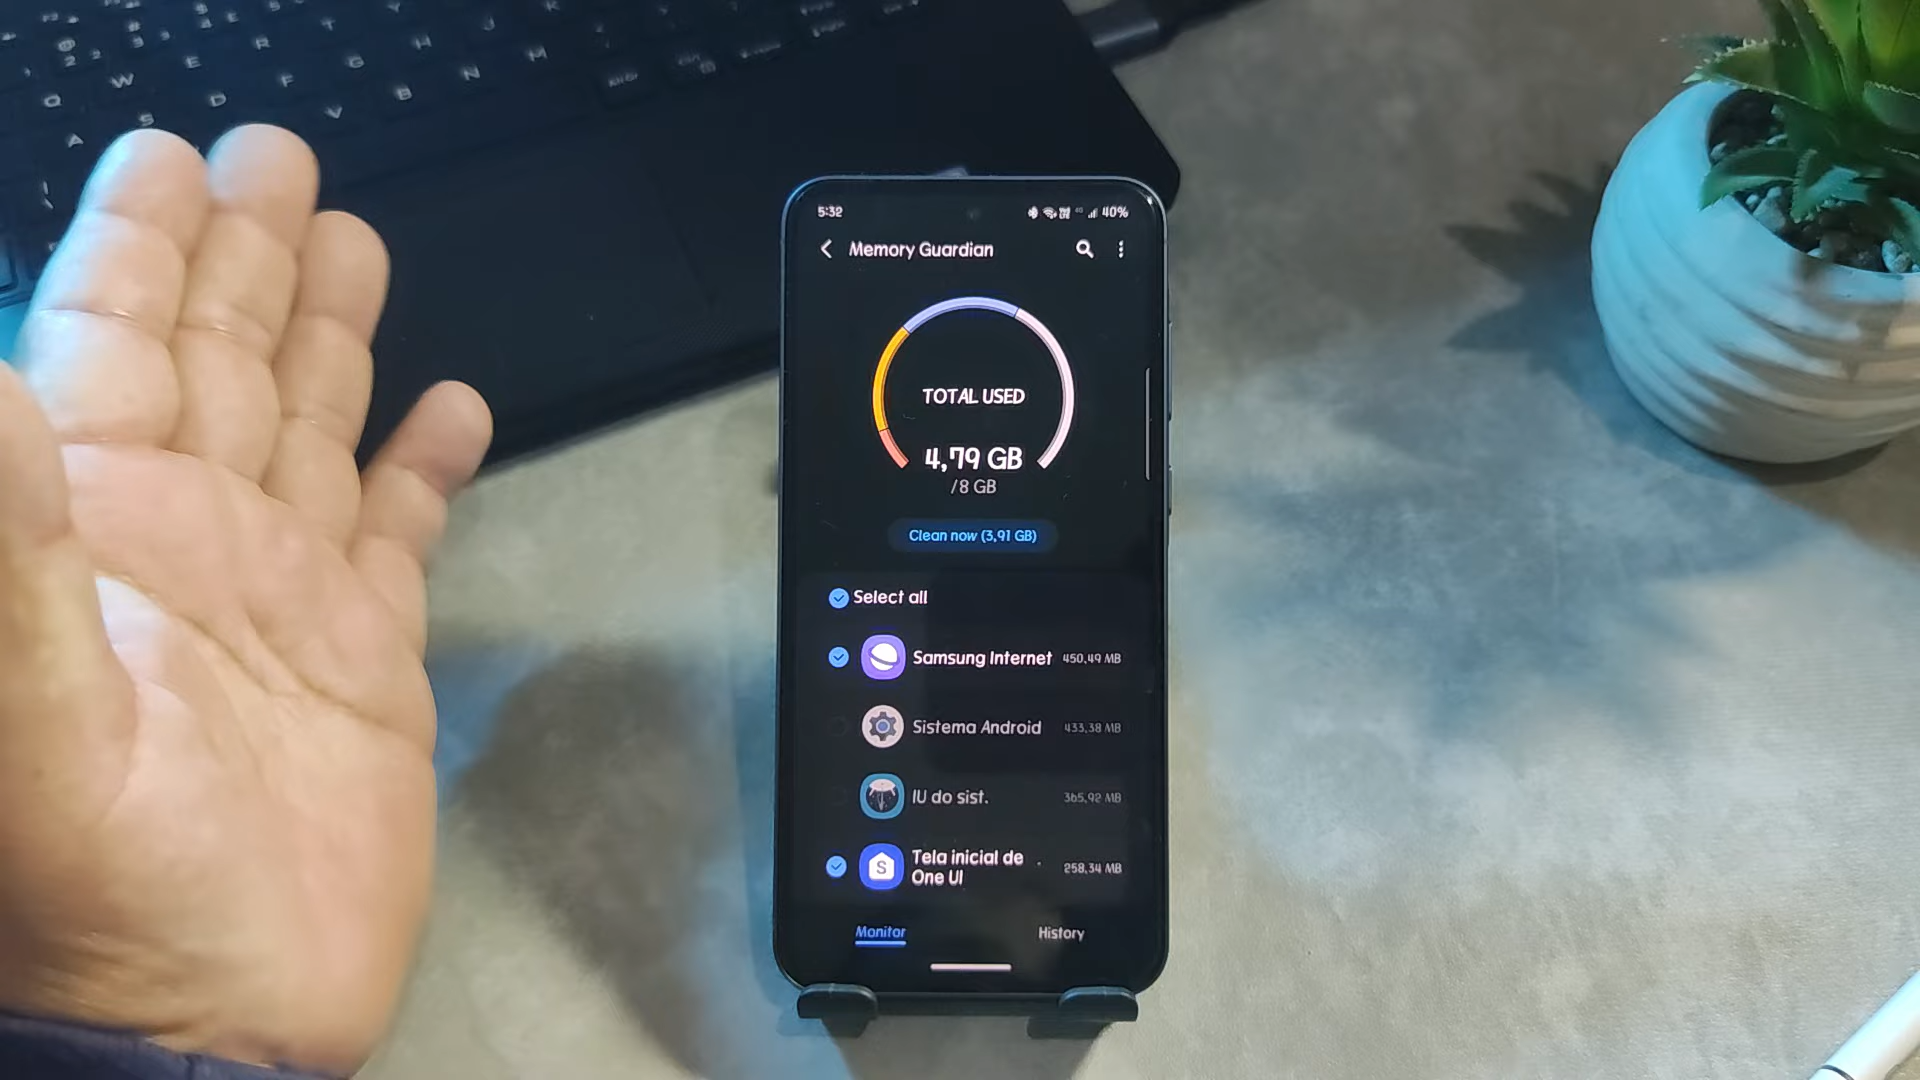 5:32
40%
Memory Guardian
TOTAL USED
4,79 GB
/8 GB
Clean now (3,91 GB)
Select all
Samsung Internet 450,49 MB
Sistema Android 433,38 MB
IU do sist. 365,92 MB
Tela inicial de
One UI
258,34 MB
Monitor
History
2
W
E
R
Q
A
S
D
F
G
H
J
V
B
N
M